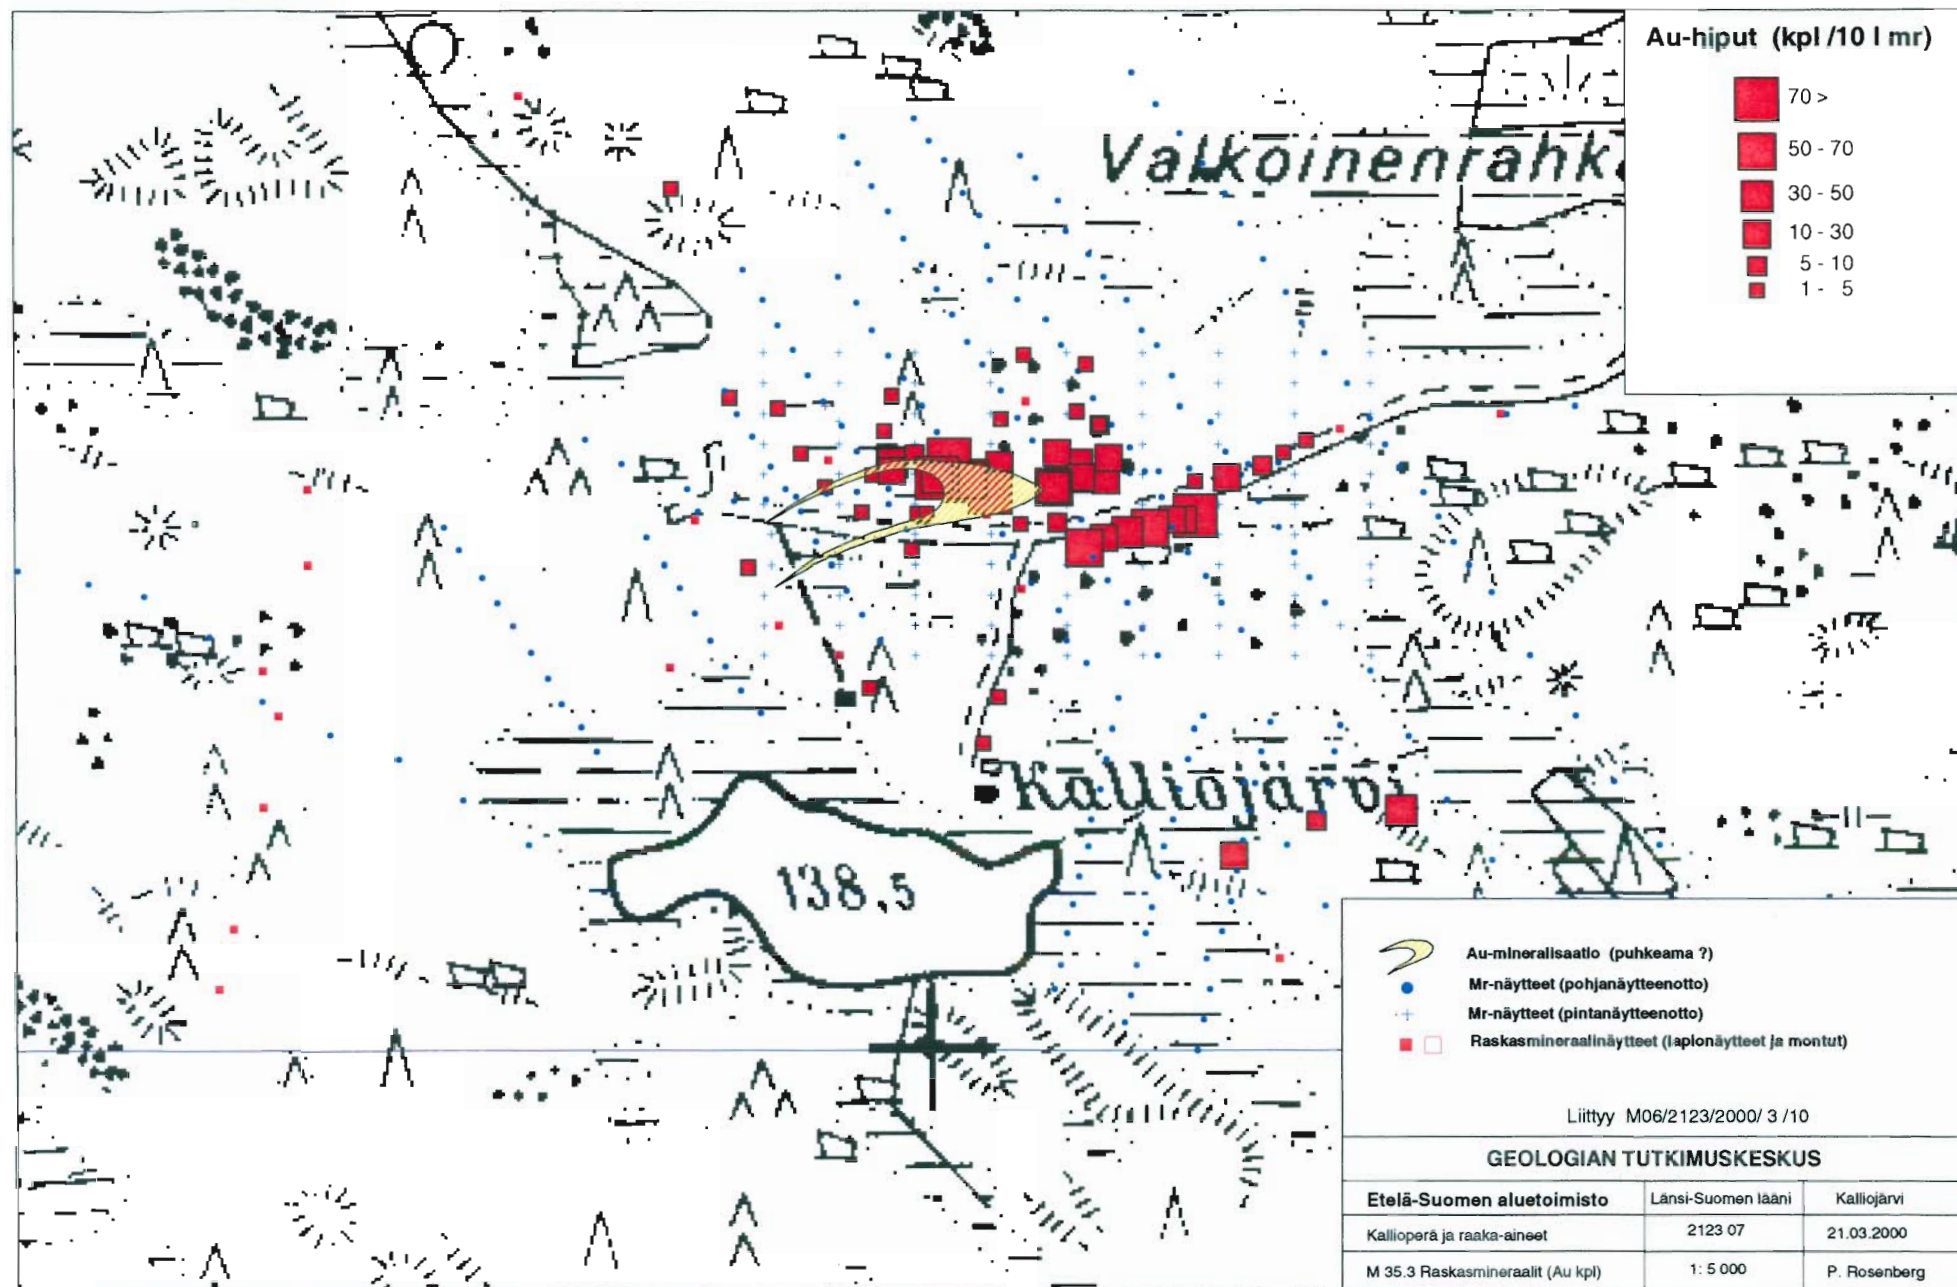 Au-hiput (kpl /10 l mr)
70 >
50 - 70
30 - 50
10 - 30
5 - 10
1 - 5
Valkoinenrahka
Kalliojärvi
138,5
Au-mineralisaatio (puhkeama ?)
Mr-näytteet (pohjanäytteenotto)
Mr-näytteet (pintanäytteenotto)
Raskasmineraalinäytteet (lapionäytteet ja montut)
Liittyy M06/2123/2000/ 3 /10
GEOLOGIAN TUTKIMUSKESKUS
Etelä-Suomen aluetoimisto Länsi-Suomen lääni Kalliojärvi
Kallioperä ja raaka-aineet 2123 07 21.03.2000
M 35.3 Raskasmineraalit (Au kpl) 1: 5 000 P. Rosenberg